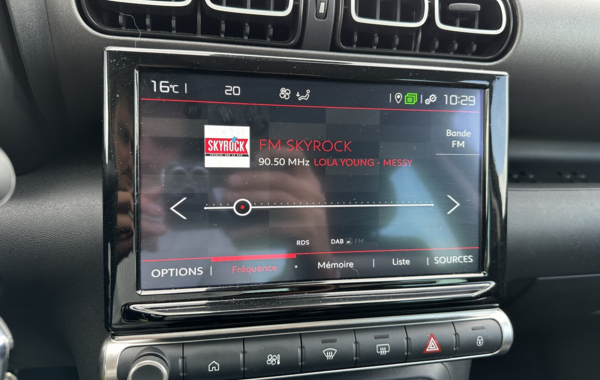 16°C 20 10:29
SKYROCK
FM SKYROCK
Bande
FM
90.50 MHz LOLA YOUNG - MESSY
RDS DAB FM
OPTIONS Fréquence Mémoire Liste SOURCES